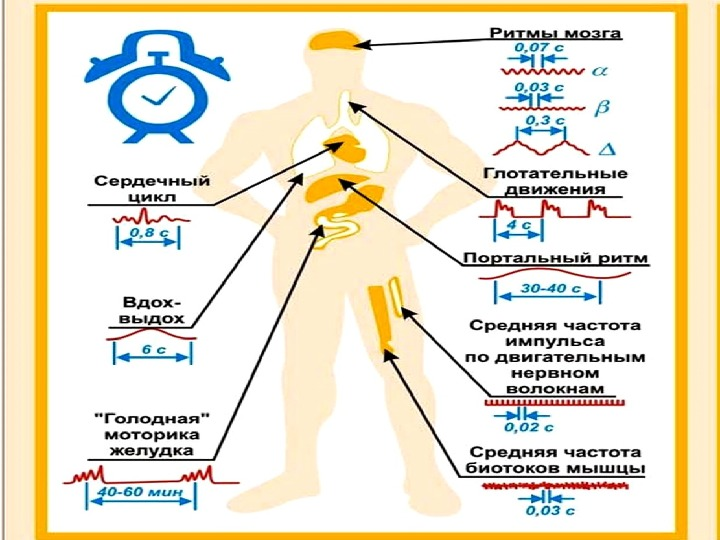 Ритмы мозга
0,07 с
α
0,03 с
β
0,3 с
Δ
Глотательные
движения
4 с
Портальный ритм
30-40 с
Средняя частота
импульса
по двигательным
нервном
волокнам
0,02 с
Средняя частота
биотоков мышцы
0,03 с
Сердечный
цикл
0,8 с
Вдох-
выдох
6 с
"Голодная"
моторика
желудка
40-60 мин